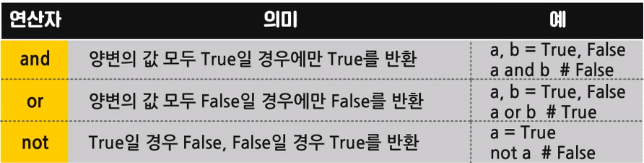 연산자 의미 예
and 양변의 값 모두 True일 경우에만 True를 반환 a, b = True, False
a and b # False
or 양변의 값 모두 False일 경우에만 False를 반환 a, b = True, False
a or b # True
not True일 경우 False, False일 경우 True를 반환 a = True
not a # False